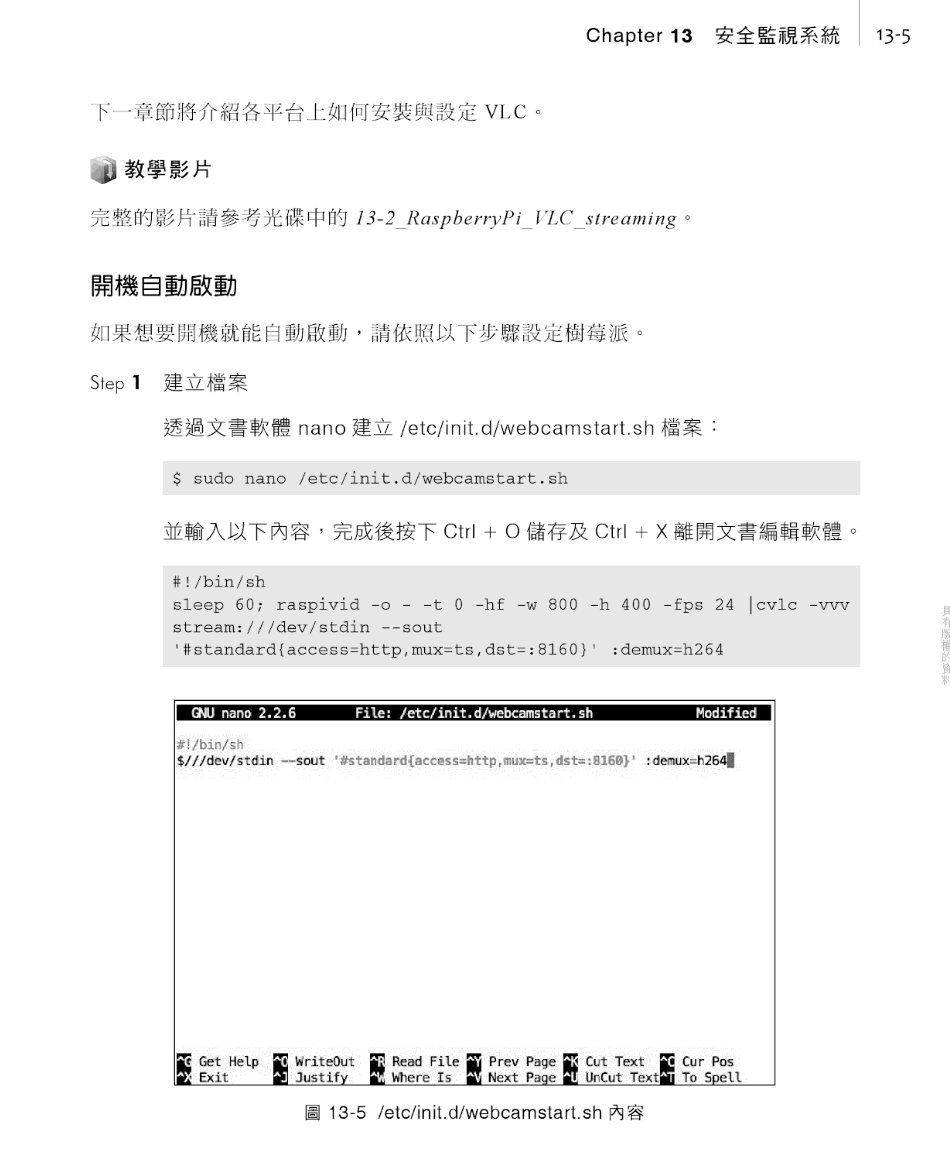 Chapter 13 安全監視系統 13-5
下一章節將介紹各平台上如何安裝與設定 VLC。
教學影片
完整的影片請參考光碟中的 13-2_RaspberryPi_VLC_streaming。
開機自動啟動
如果想要開機就能自動啟動，請依照以下步驟設定樹莓派。
Step 1 建立檔案
透過文書軟體 nano 建立 /etc/init.d/webcamstart.sh 檔案：
$ sudo nano /etc/init.d/webcamstart.sh
並輸入以下內容，完成後按下 Ctrl + O 儲存及 Ctrl + X 離開文書編輯軟體。
#!/bin/sh
sleep 60; raspivid -o - -t 0 -hf -w 800 -h 400 -fps 24 |cvlc -vvv
stream:///dev/stdin --sout
'#standard{access=http,mux=ts,dst=:8160}' :demux=h264
GNU nano 2.2.6 File: /etc/init.d/webcamstart.sh Modified
#!/bin/sh
$///dev/stdin --sout '#standard{access=http,mux=ts,dst=:8160}' :demux=h264
^G Get Help ^O WriteOut ^R Read File ^Y Prev Page ^K Cut Text ^C Cur Pos
^X Exit ^J Justify ^W Where Is ^V Next Page ^U UnCut Text ^T To Spell
圖 13-5 /etc/init.d/webcamstart.sh 內容
具有版權的資料